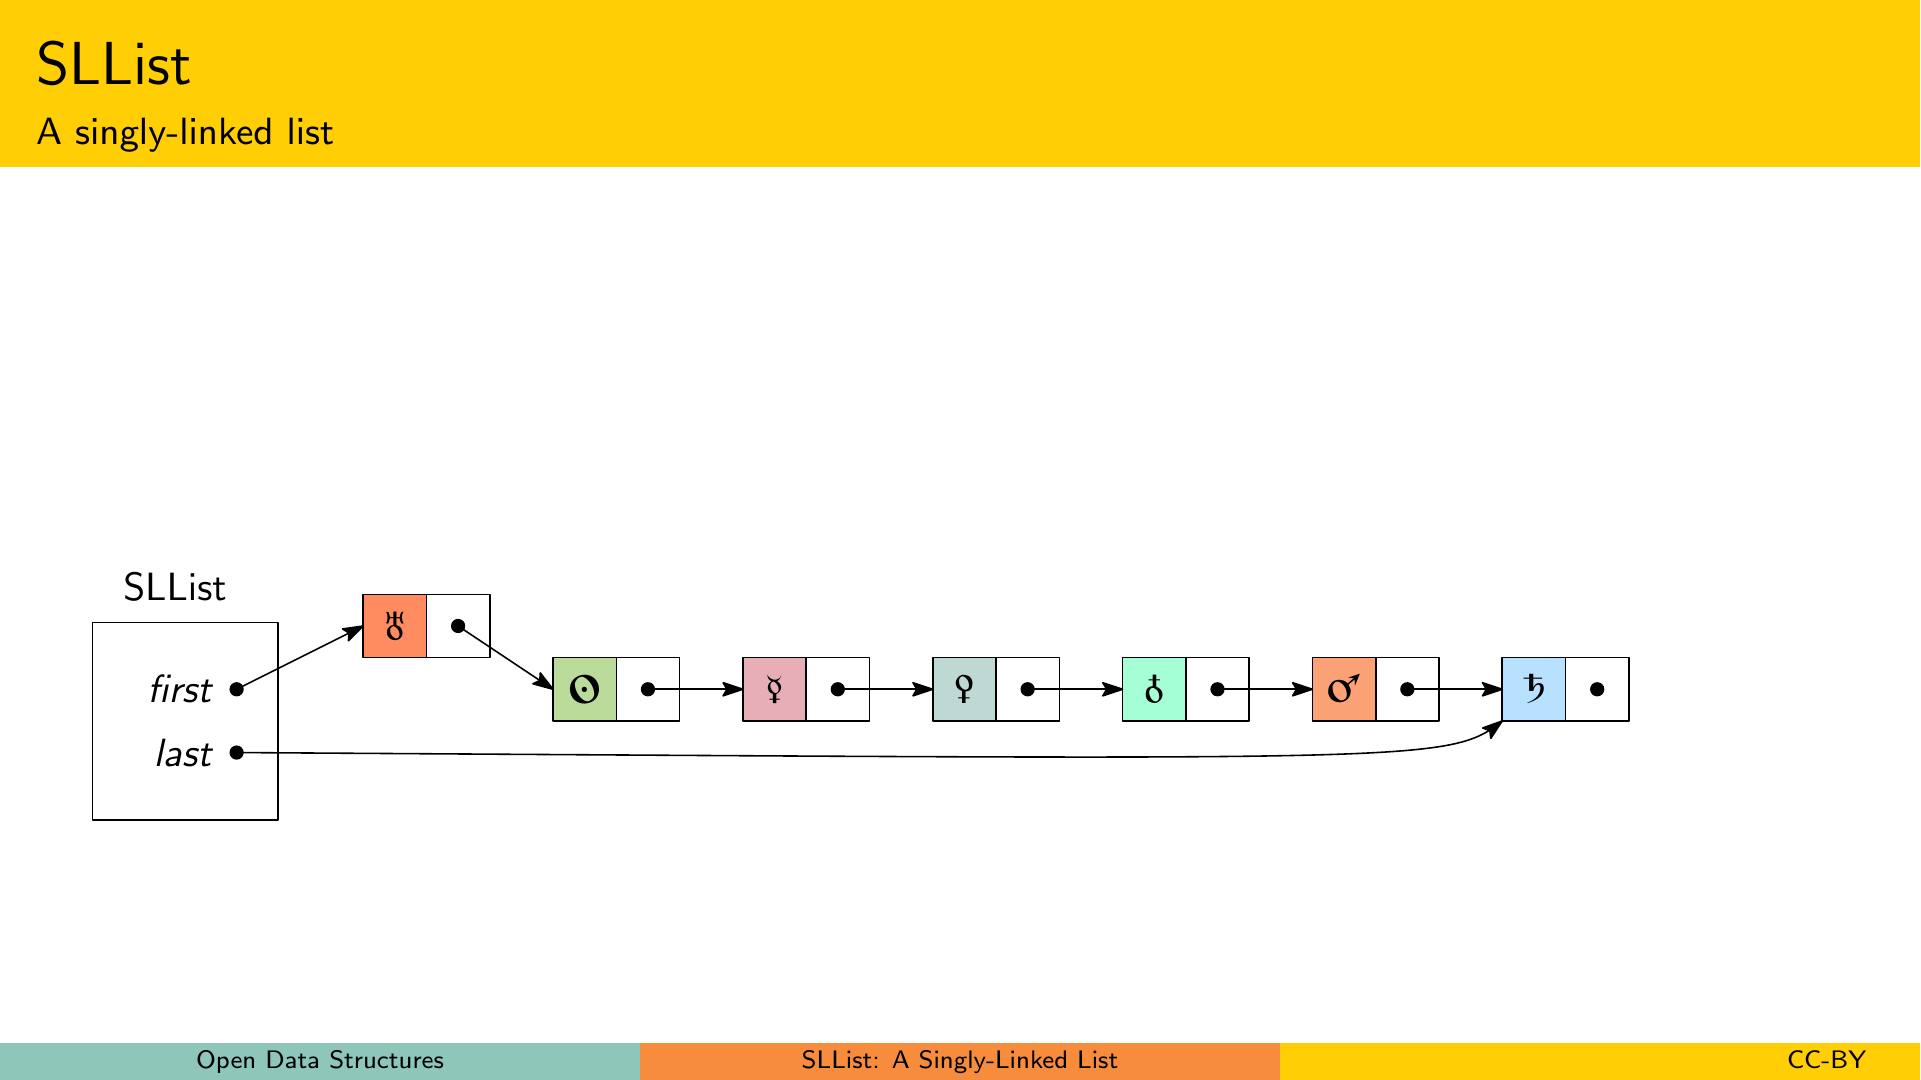 SLList
A singly-linked list
SLList
first
last
♅ ☉ ☿ ♀ ♁ ♂ ♄
Open Data Structures
SLList: A Singly-Linked List
CC-BY